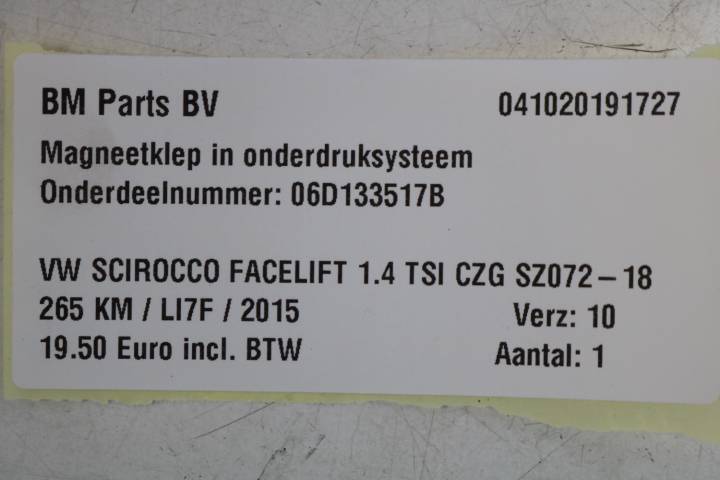 BM Parts BV 041020191727
Magneetklep in onderdruksysteem
Onderdeelnummer: 06D133517B
VW SCIROCCO FACELIFT 1.4 TSI CZG SZ072-18
265 KM / LI7F / 2015 Verz: 10
19.50 Euro incl. BTW Aantal: 1